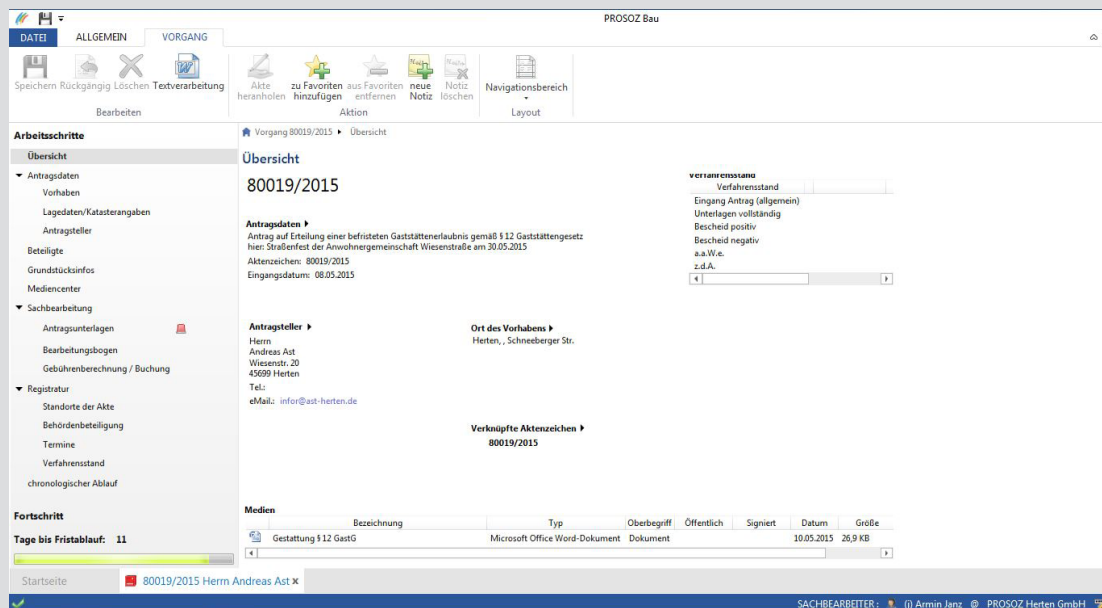 PROSOZ Bau
DATEI ALLGEMEIN VORGANG
Speichern Rückgängig Löschen Textverarbeitung Akte heranholen zu Favoriten hinzufügen aus Favoriten entfernen neue Notiz Notiz löschen Navigationsbereich
Bearbeiten Aktion Layout
Arbeitsschritte
Übersicht
Antragsdaten
Vorhaben
Lagedaten/Katasterangaben
Antragsteller
Beteiligte
Grundstücksinfos
Mediencenter
Sachbearbeitung
Antragsunterlagen
Bearbeitungsbogen
Gebührenberechnung / Buchung
Registratur
Standorte der Akte
Behördenbeteiligung
Termine
Verfahrensstand
chronologischer Ablauf
Fortschritt
Tage bis Fristablauf: 11
Vorgang 80019/2015 Übersicht
Übersicht
80019/2015
Antragsdaten
Antrag auf Erteilung einer befristeten Gaststättenerlaubnis gemäß § 12 Gaststättengesetz
hier: Straßenfest der Anwohnergemeinschaft Wiesenstraße am 30.05.2015
Aktenzeichen: 80019/2015
Eingangsdatum: 08.05.2015
Verfahrensstand
Verfahrensstand
Eingang Antrag (allgemein)
Unterlagen vollständig
Bescheid positiv
Bescheid negativ
a.a.W.e.
z.d.A.
Antragsteller
Herrn
Andreas Ast
Wiesenstr. 20
45699 Herten
Tel.:
eMail.: infor@ast-herten.de
Ort des Vorhabens
Herten, , Schneeberger Str.
Verknüpfte Aktenzeichen
80019/2015
Medien
Bezeichnung Typ Oberbegriff Öffentlich Signiert Datum Größe
Gestattung § 12 GastG Microsoft Office Word-Dokument Dokument 10.05.2015 26,9 KB
Startseite 80019/2015 Herrn Andreas Ast x
SACHBEARBEITER: (i) Armin Janz @ PROSOZ Herten GmbH